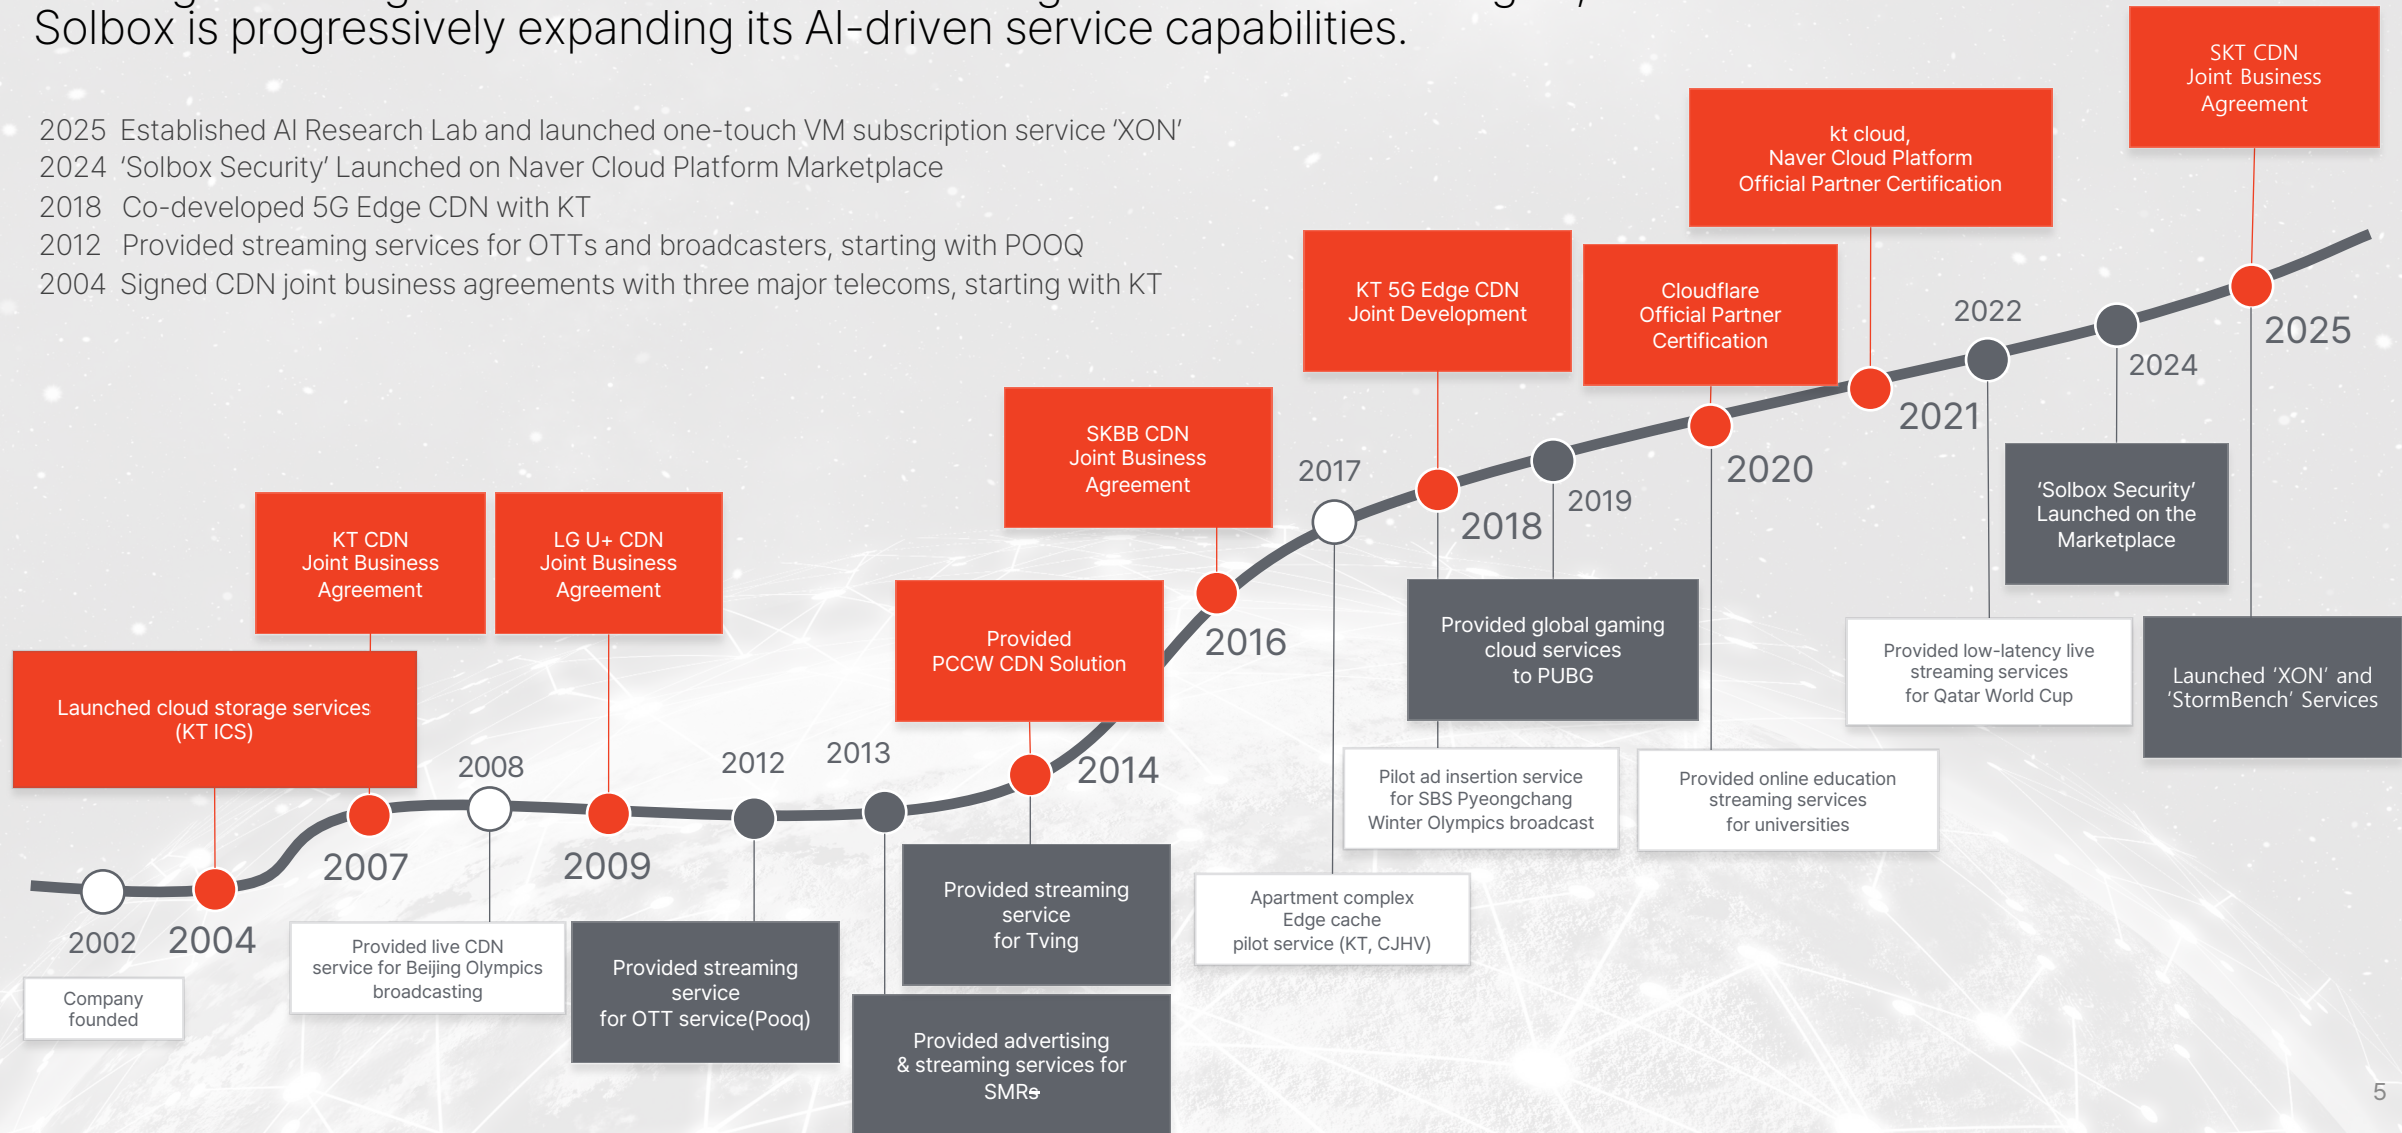 Solbox is progressively expanding its AI-driven service capabilities.
2025 Established AI Research Lab and launched one-touch VM subscription service ‘XON’
2024 ‘Solbox Security’ Launched on Naver Cloud Platform Marketplace
2018 Co-developed 5G Edge CDN with KT
2012 Provided streaming services for OTTs and broadcasters, starting with POOQ
2004 Signed CDN joint business agreements with three major telecoms, starting with KT
Launched cloud storage services
(KT ICS)
KT CDN
Joint Business
Agreement
LG U+ CDN
Joint Business
Agreement
Provided
PCCW CDN Solution
SKBB CDN
Joint Business
Agreement
KT 5G Edge CDN
Joint Development
Cloudflare
Official Partner
Certification
kt cloud,
Naver Cloud Platform
Official Partner Certification
SKT CDN
Joint Business
Agreement
2002
2004
2007
2008
2009
2012
2013
2014
2016
2017
2018
2019
2020
2021
2022
2024
2025
Company
founded
Provided live CDN
service for Beijing Olympics
broadcasting
Provided streaming
service
for OTT service(Pooq)
Provided advertising
& streaming services for
SMRs
Provided streaming
service
for Tving
Apartment complex
Edge cache
pilot service (KT, CJHV)
Pilot ad insertion service
for SBS Pyeongchang
Winter Olympics broadcast
Provided global gaming
cloud services
to PUBG
Provided online education
streaming services
for universities
Provided low-latency live
streaming services
for Qatar World Cup
‘Solbox Security’
Launched on the
Marketplace
Launched ‘XON’ and
‘StormBench’ Services
5